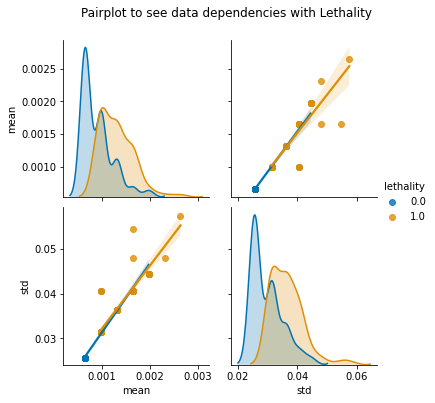 Pairplot to see data dependencies with Lethality
0.0025
0.0020
0.0015
0.0010
mean
lethality
0.0
1.0
0.05
0.04
0.03
std
0.001 0.002 0.003
mean
0.02 0.04 0.06
std